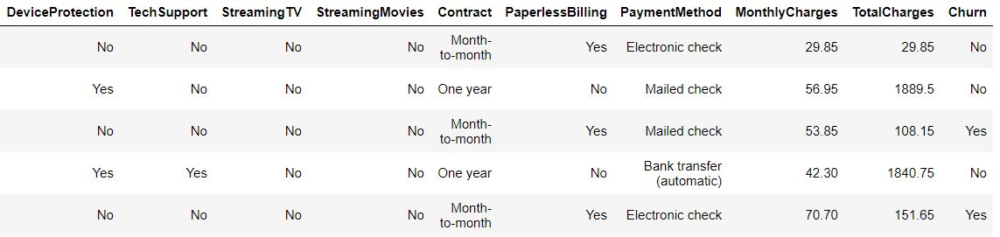 DeviceProtection TechSupport StreamingTV StreamingMovies Contract PaperlessBilling PaymentMethod MonthlyCharges TotalCharges Churn
No No No No Month-to-month Yes Electronic check 29.85 29.85 No
Yes No No No One year No Mailed check 56.95 1889.5 No
No No No No Month-to-month Yes Mailed check 53.85 108.15 Yes
Yes Yes No No One year No Bank transfer (automatic) 42.30 1840.75 No
No No No No Month-to-month Yes Electronic check 70.70 151.65 Yes